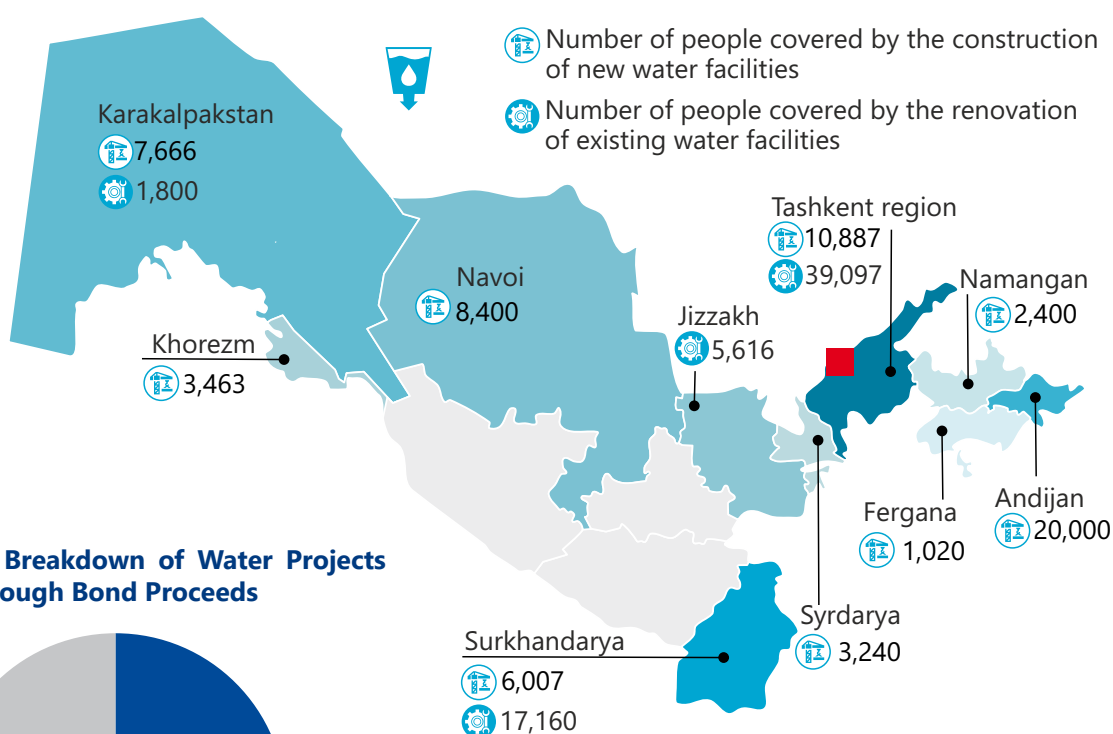 Number of people covered by the construction
of new water facilities
Number of people covered by the renovation
of existing water facilities
Karakalpakstan
7,666
1,800
Tashkent region
10,887
39,097
Navoi
8,400
Namangan
2,400
Jizzakh
5,616
Khorezm
3,463
Andijan
20,000
Fergana
1,020
Breakdown of Water Projects
ough Bond Proceeds
Syrdarya
3,240
Surkhandarya
6,007
17,160